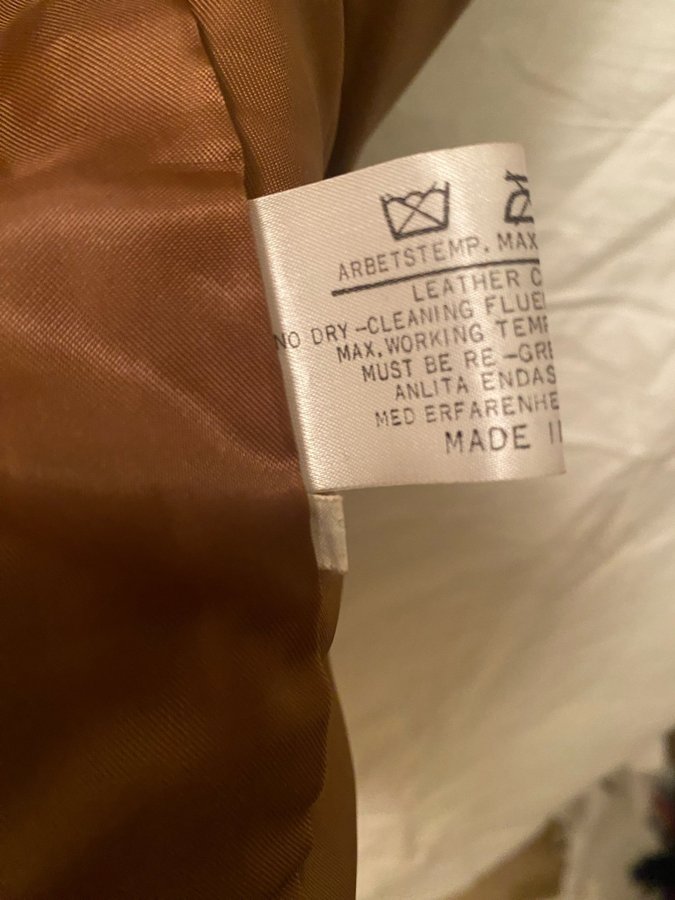 ARBETSTEMP. MAX
LEATHER C
NO DRY-CLEANING FLUE
MAX. WORKING TEMP
MUST BE RE-GRE
ANLITA ENDAS
MED ERFARENHE
MADE I